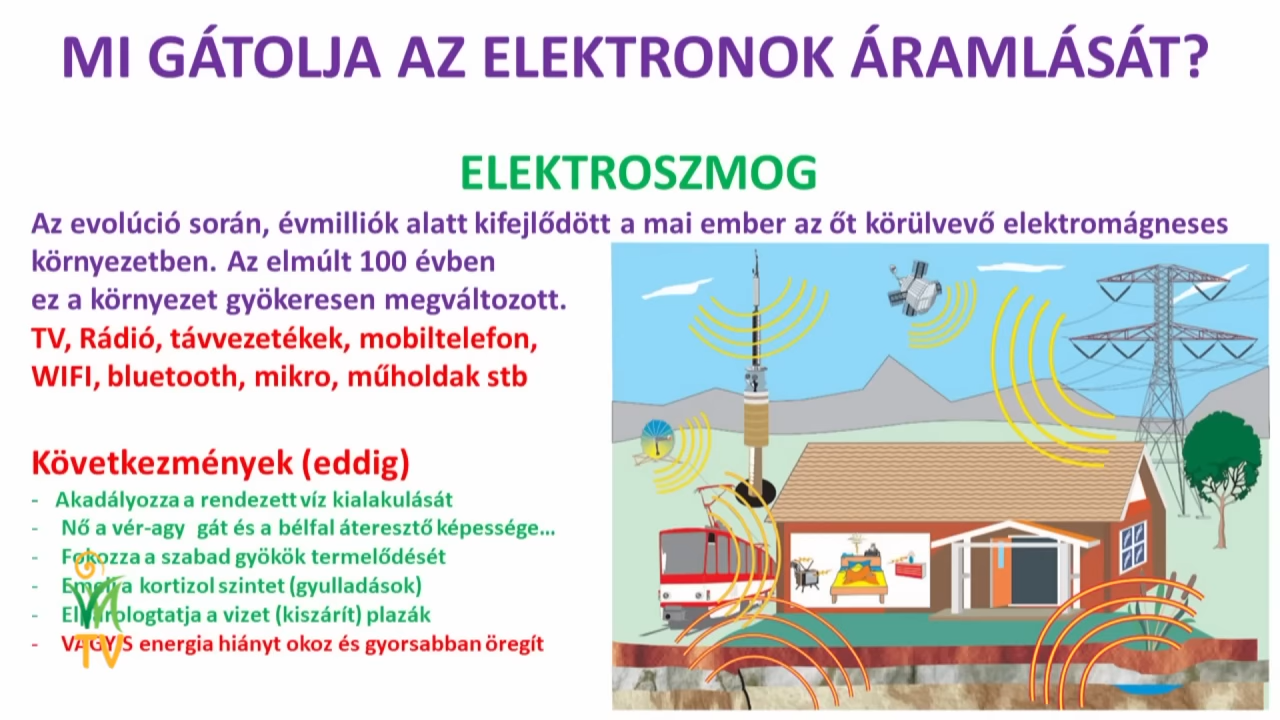 MI GÁTOLJA AZ ELEKTRONOK ÁRAMLÁSÁT?
ELEKTROSZMOG
Az evolúció során, évmilliók alatt kifejlődött a mai ember az őt körülvevő elektromágneses
környezetben. Az elmúlt 100 évben
ez a környezet gyökeresen megváltozott.
TV, Rádió, távvezetékek, mobiltelefon,
WIFI, bluetooth, mikro, műholdak stb
Következmények (eddig)
- Akadályozza a rendezett víz kialakulását
- Nő a vér-agy gát és a bélfal áteresztő képessége...
- Fokozza a szabad gyökök termelődését
- Emeli a kortizol szintet (gyulladások)
- Elpárologtatja a vizet (kiszárít) plazák
- VAGYIS energia hiányt okoz és gyorsabban öregít
TV